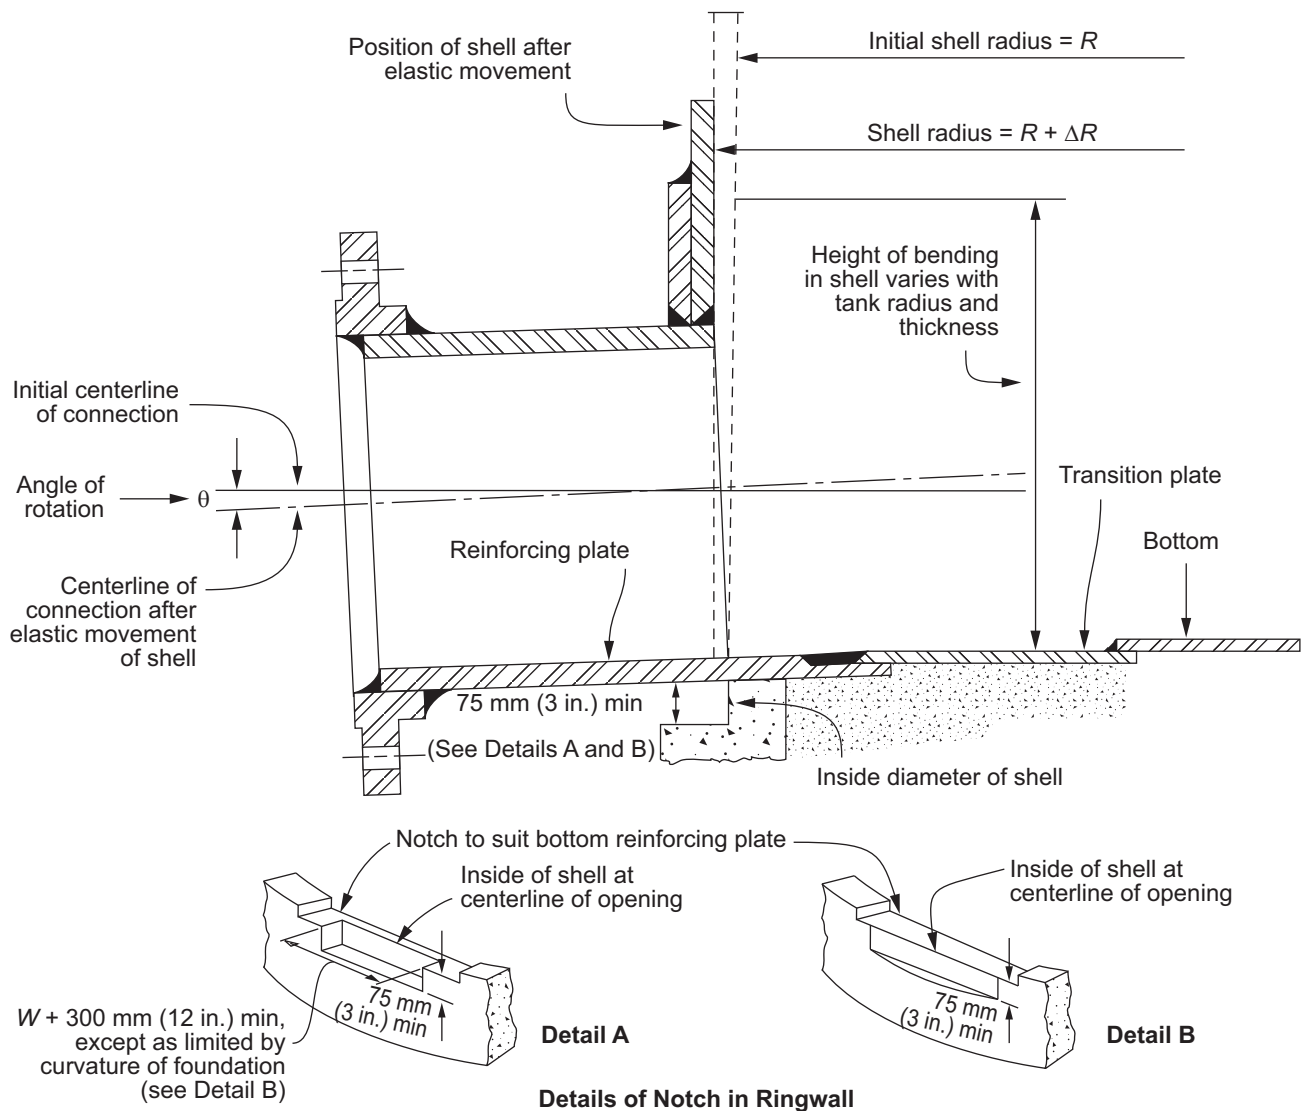 Position of shell after
elastic movement
Initial shell radius = R
Shell radius = R + ΔR
Height of bending
in shell varies with
tank radius and
thickness
Initial centerline
of connection
Angle of
rotation
θ
Centerline of
connection after
elastic movement
of shell
Reinforcing plate
Transition plate
Bottom
75 mm (3 in.) min
(See Details A and B)
Inside diameter of shell
Notch to suit bottom reinforcing plate
Inside of shell at
centerline of opening
Inside of shell at
centerline of opening
75 mm
(3 in.) min
W + 300 mm (12 in.) min,
except as limited by
curvature of foundation
(see Detail B)
Detail A
75 mm
(3 in.) min
Detail B
Details of Notch in Ringwall